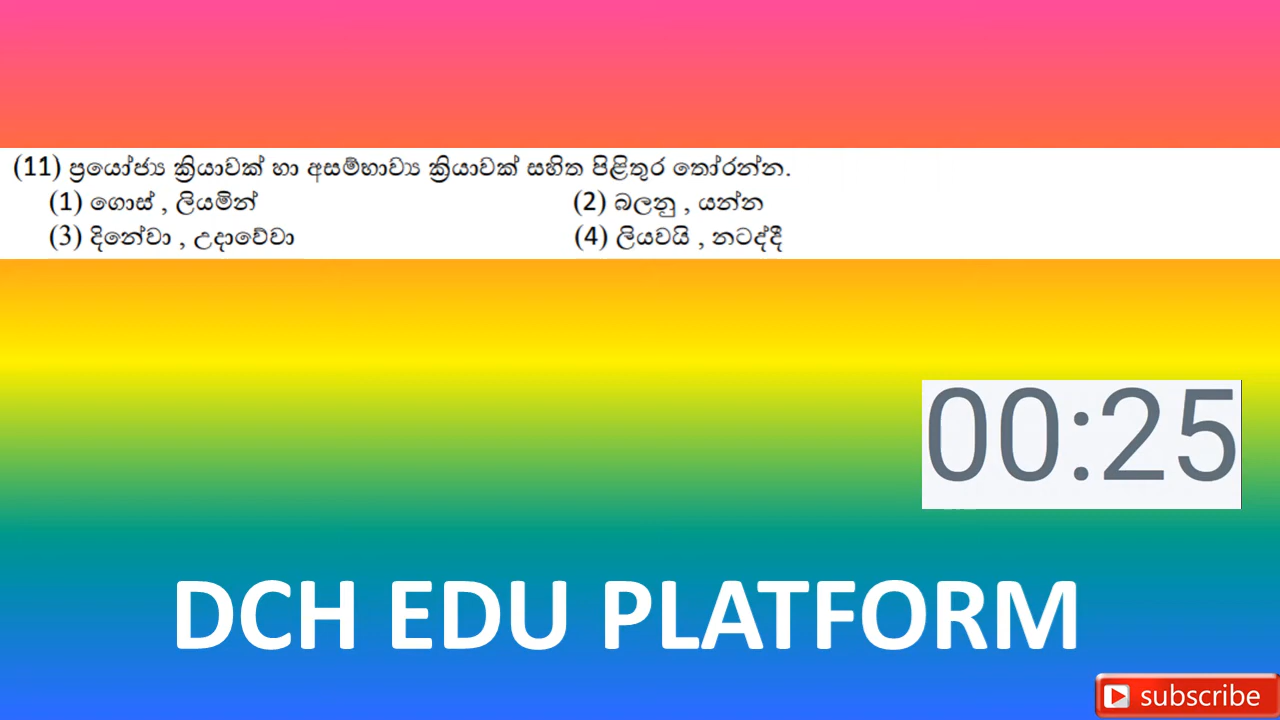 (11) ප්‍රයෝජ්‍ය ක්‍රියාවක් හා අසම්භාව්‍ය ක්‍රියාවක් සහිත පිළිතුර තෝරන්න.
(1) ගොස් , ලියමින් (2) බලනු , යන්න
(3) දිනේවා , උදාවේවා (4) ලියවයි , නටද්දී
00:25
DCH EDU PLATFORM
subscribe